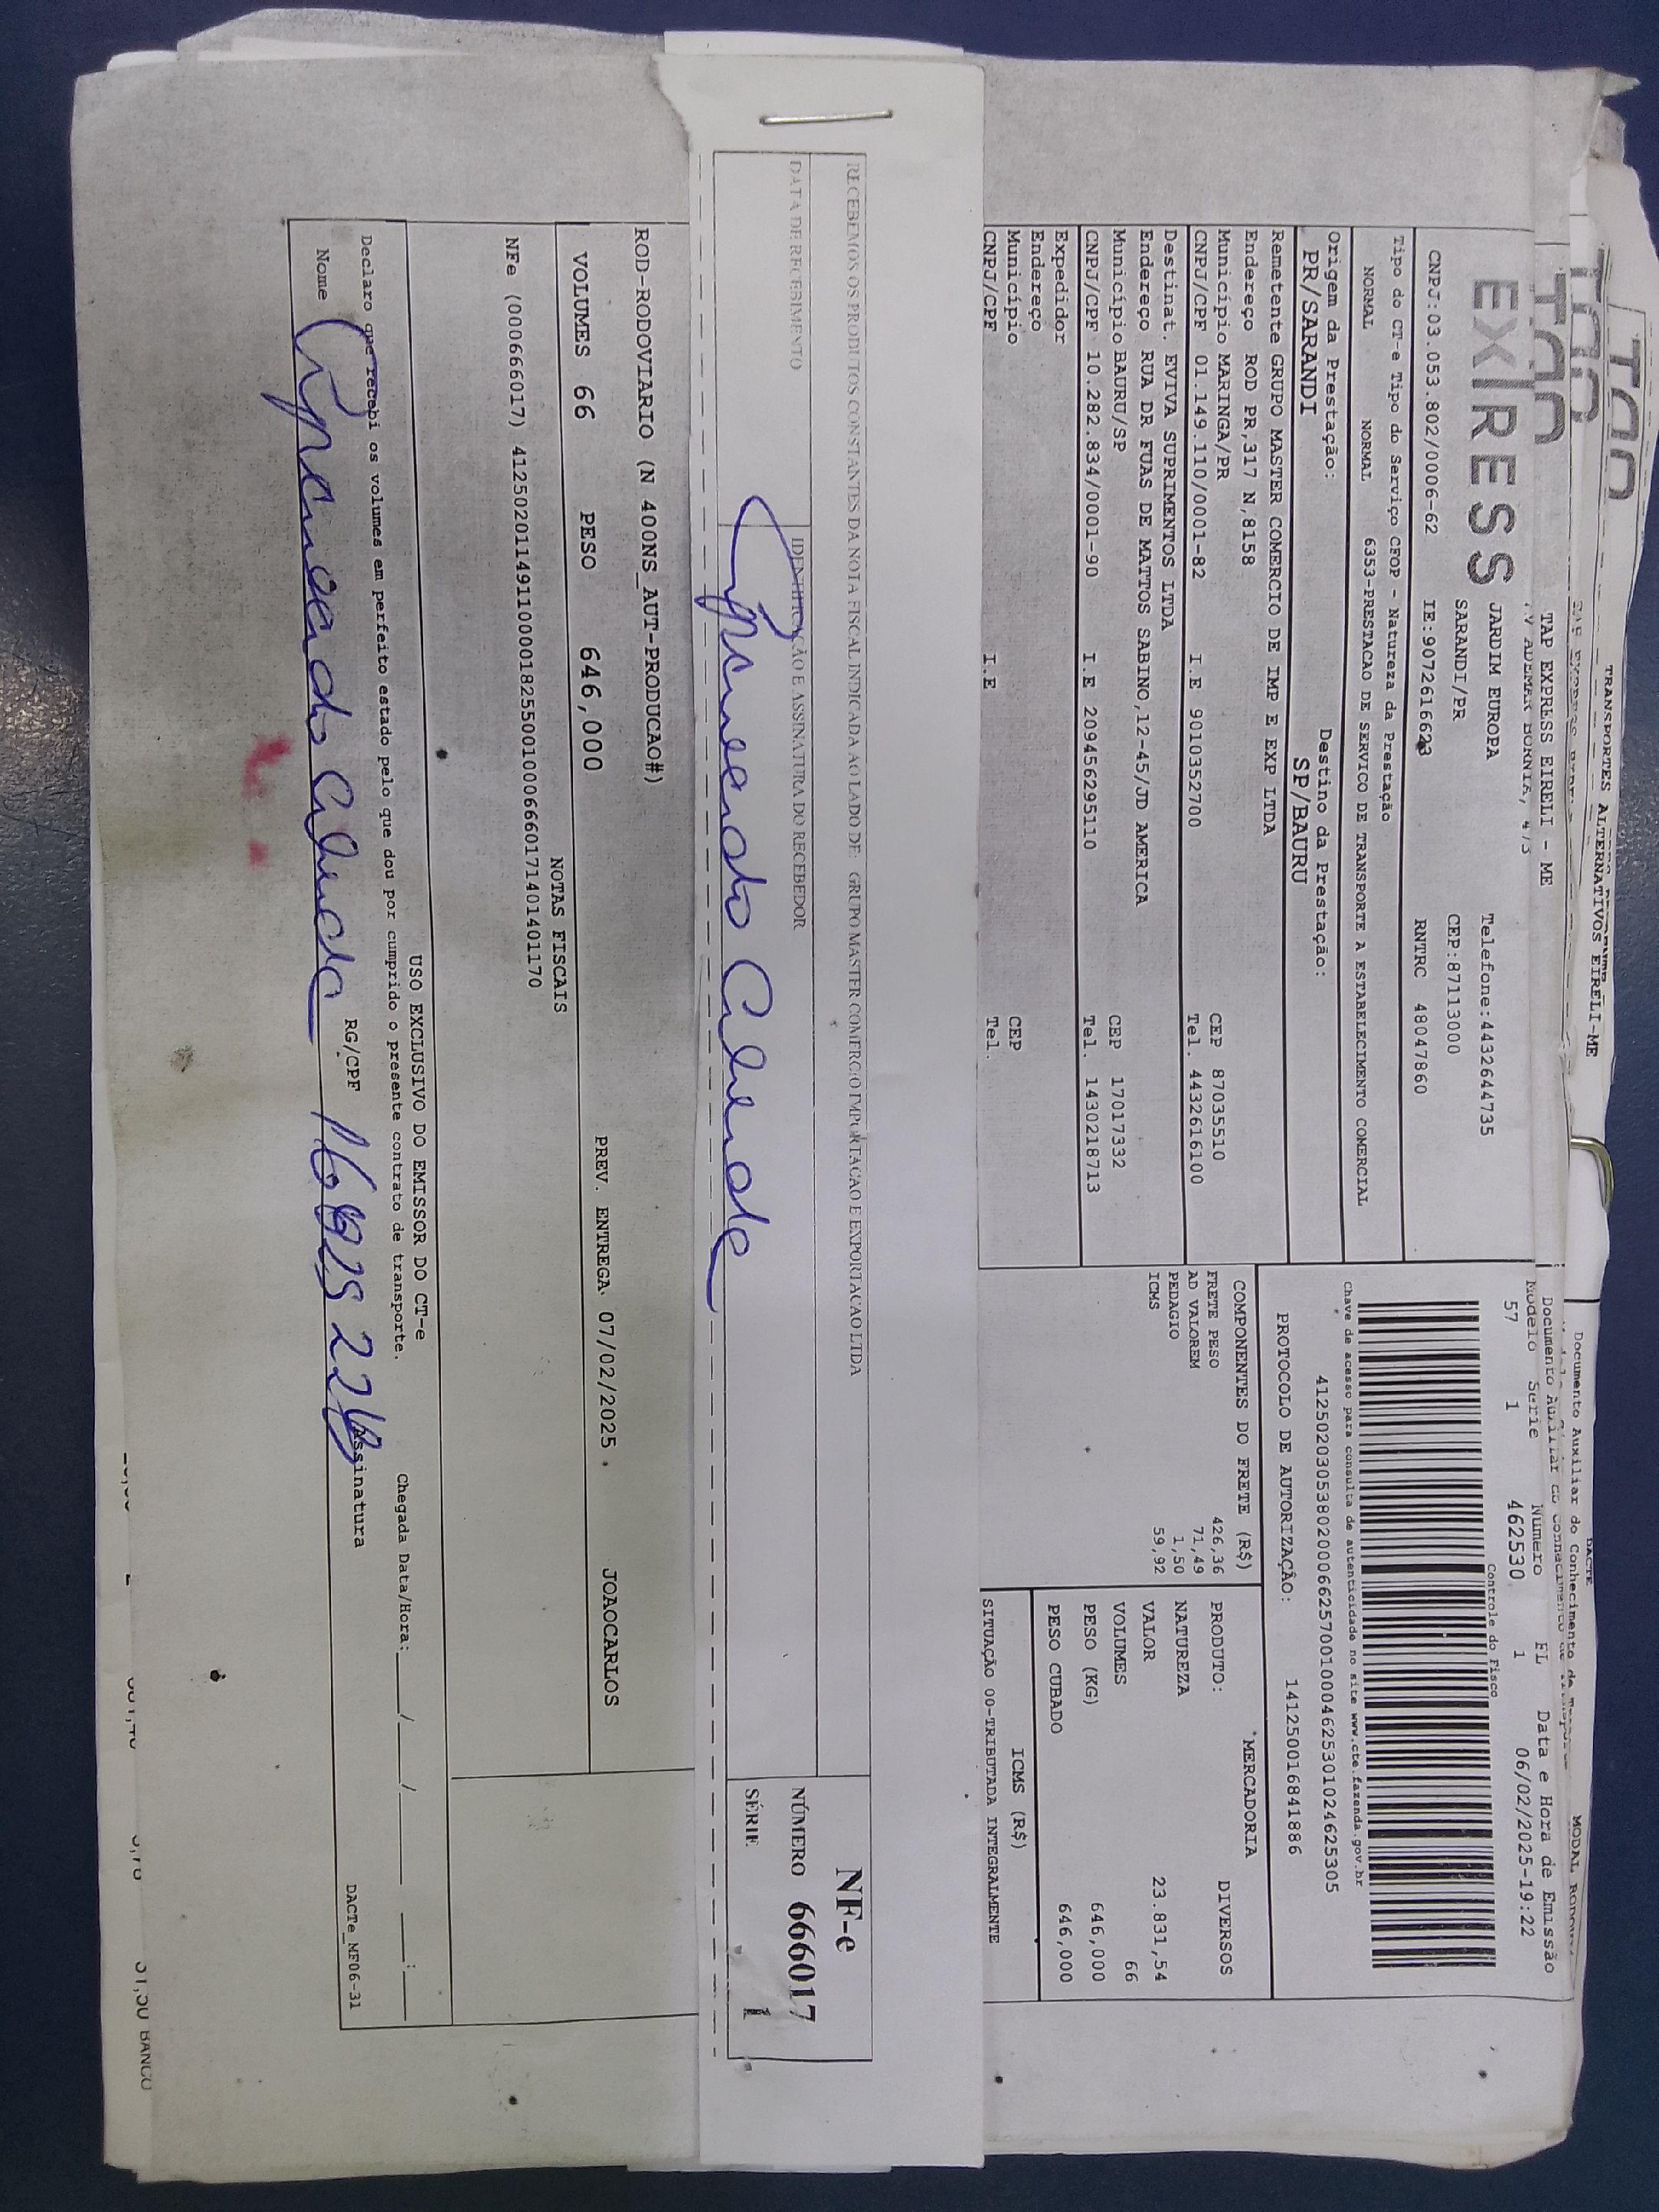 TAP
TRANSPORTES ALTERNATIVOS EIRELI-ME
DACTE
MODAL
Documento Auxiliar do Conhecimento de
TAP
EXPRESS
TAP EXPRESS EIRELI - ME
JARDIM EUROPA
SARANDI/PR
Telefone:4432644735
CEP:87113000
CNPJ:03.053.802/0006-62 IE:9072616623 RNTRC 48047860
Modelo Serie Número FL Data e Hora de Emissão
57 1 462530 1 06/02/2025-19:22
Controle do Fisco
Chave de acesso para consulta de autenticidade no site www.cte.fazenda.gov.br
41250203053802000662570010004625301024625305
PROTOCOLO DE AUTORIZAÇÃO: 141250016841886
Tipo do CT-e Tipo do Serviço CFOP - Natureza da Prestação
NORMAL NORMAL 6353-PRESTACAO DE SERVICO DE TRANSPORTE A ESTABELECIMENTO COMERCIAL
Origem da Prestação: Destino da Prestação:
PR/SARANDI SP/BAURU
Remetente GRUPO MASTER COMERCIO DE IMP E EXP LTDA
Endereço ROD PR,317 N,8158
Município MARINGA/PR CEP 87035510
CNPJ/CPF 01.149.110/0001-82 I.E 9010352700 Tel. 4432616100
Destinat. EVIVA SUPRIMENTOS LTDA
Endereço RUA DR FUAS DE MATTOS SABINO,12-45/JD AMERICA
Município BAURU/SP CEP 17017332
CNPJ/CPF 10.282.834/0001-90 I.E 209456295110 Tel. 1430218713
Expedidor
Endereço
Município CEP
CNPJ/CPF I.E Tel.
COMPONENTES DO FRETE (R$)
FRETE PESO 426,36
AD VALOREM 71,49
PEDAGIO 1,50
ICMS 59,92
MERCADORIA
PRODUTO: DIVERSOS
NATUREZA
VALOR 23.831,54
VOLUMES 66
PESO (KG) 646,000
PESO CUBADO 646,000
ICMS (R$)
SITUAÇÃO 00-TRIBUTADA INTEGRALMENTE
RECEBEMOS OS PRODUTOS CONSTANTES DA NOTA FISCAL INDICADA AO LADO DE: GRUPO MASTER COMERCIO IMPORTACAO E EXPORTACAO LTDA
DATA DE RECEBIMENTO
IDENTIFICAÇÃO E ASSINATURA DO RECEBEDOR
NF-e
NÚMERO 666017
SÉRIE 1
ROD-RODOVIARIO (N 400NS_AUT-PRODUCAO#)
VOLUMES 66 PESO 646,000 PREV. ENTREGA. 07/02/2025 JOAOCARLOS
NOTAS FISCAIS
NFe (000666017) 41250201149110000182550010006660171401401170
USO EXCLUSIVO DO EMISSOR DO CT-e
Declaro que recebi os volumes em perfeito estado pelo que dou por cumprido o presente contrato de transporte.
Chegada Data/Hora:___/___/_____ ___:___
Nome RG/CPF Assinatura
DACTe_MF06-31
BANCO